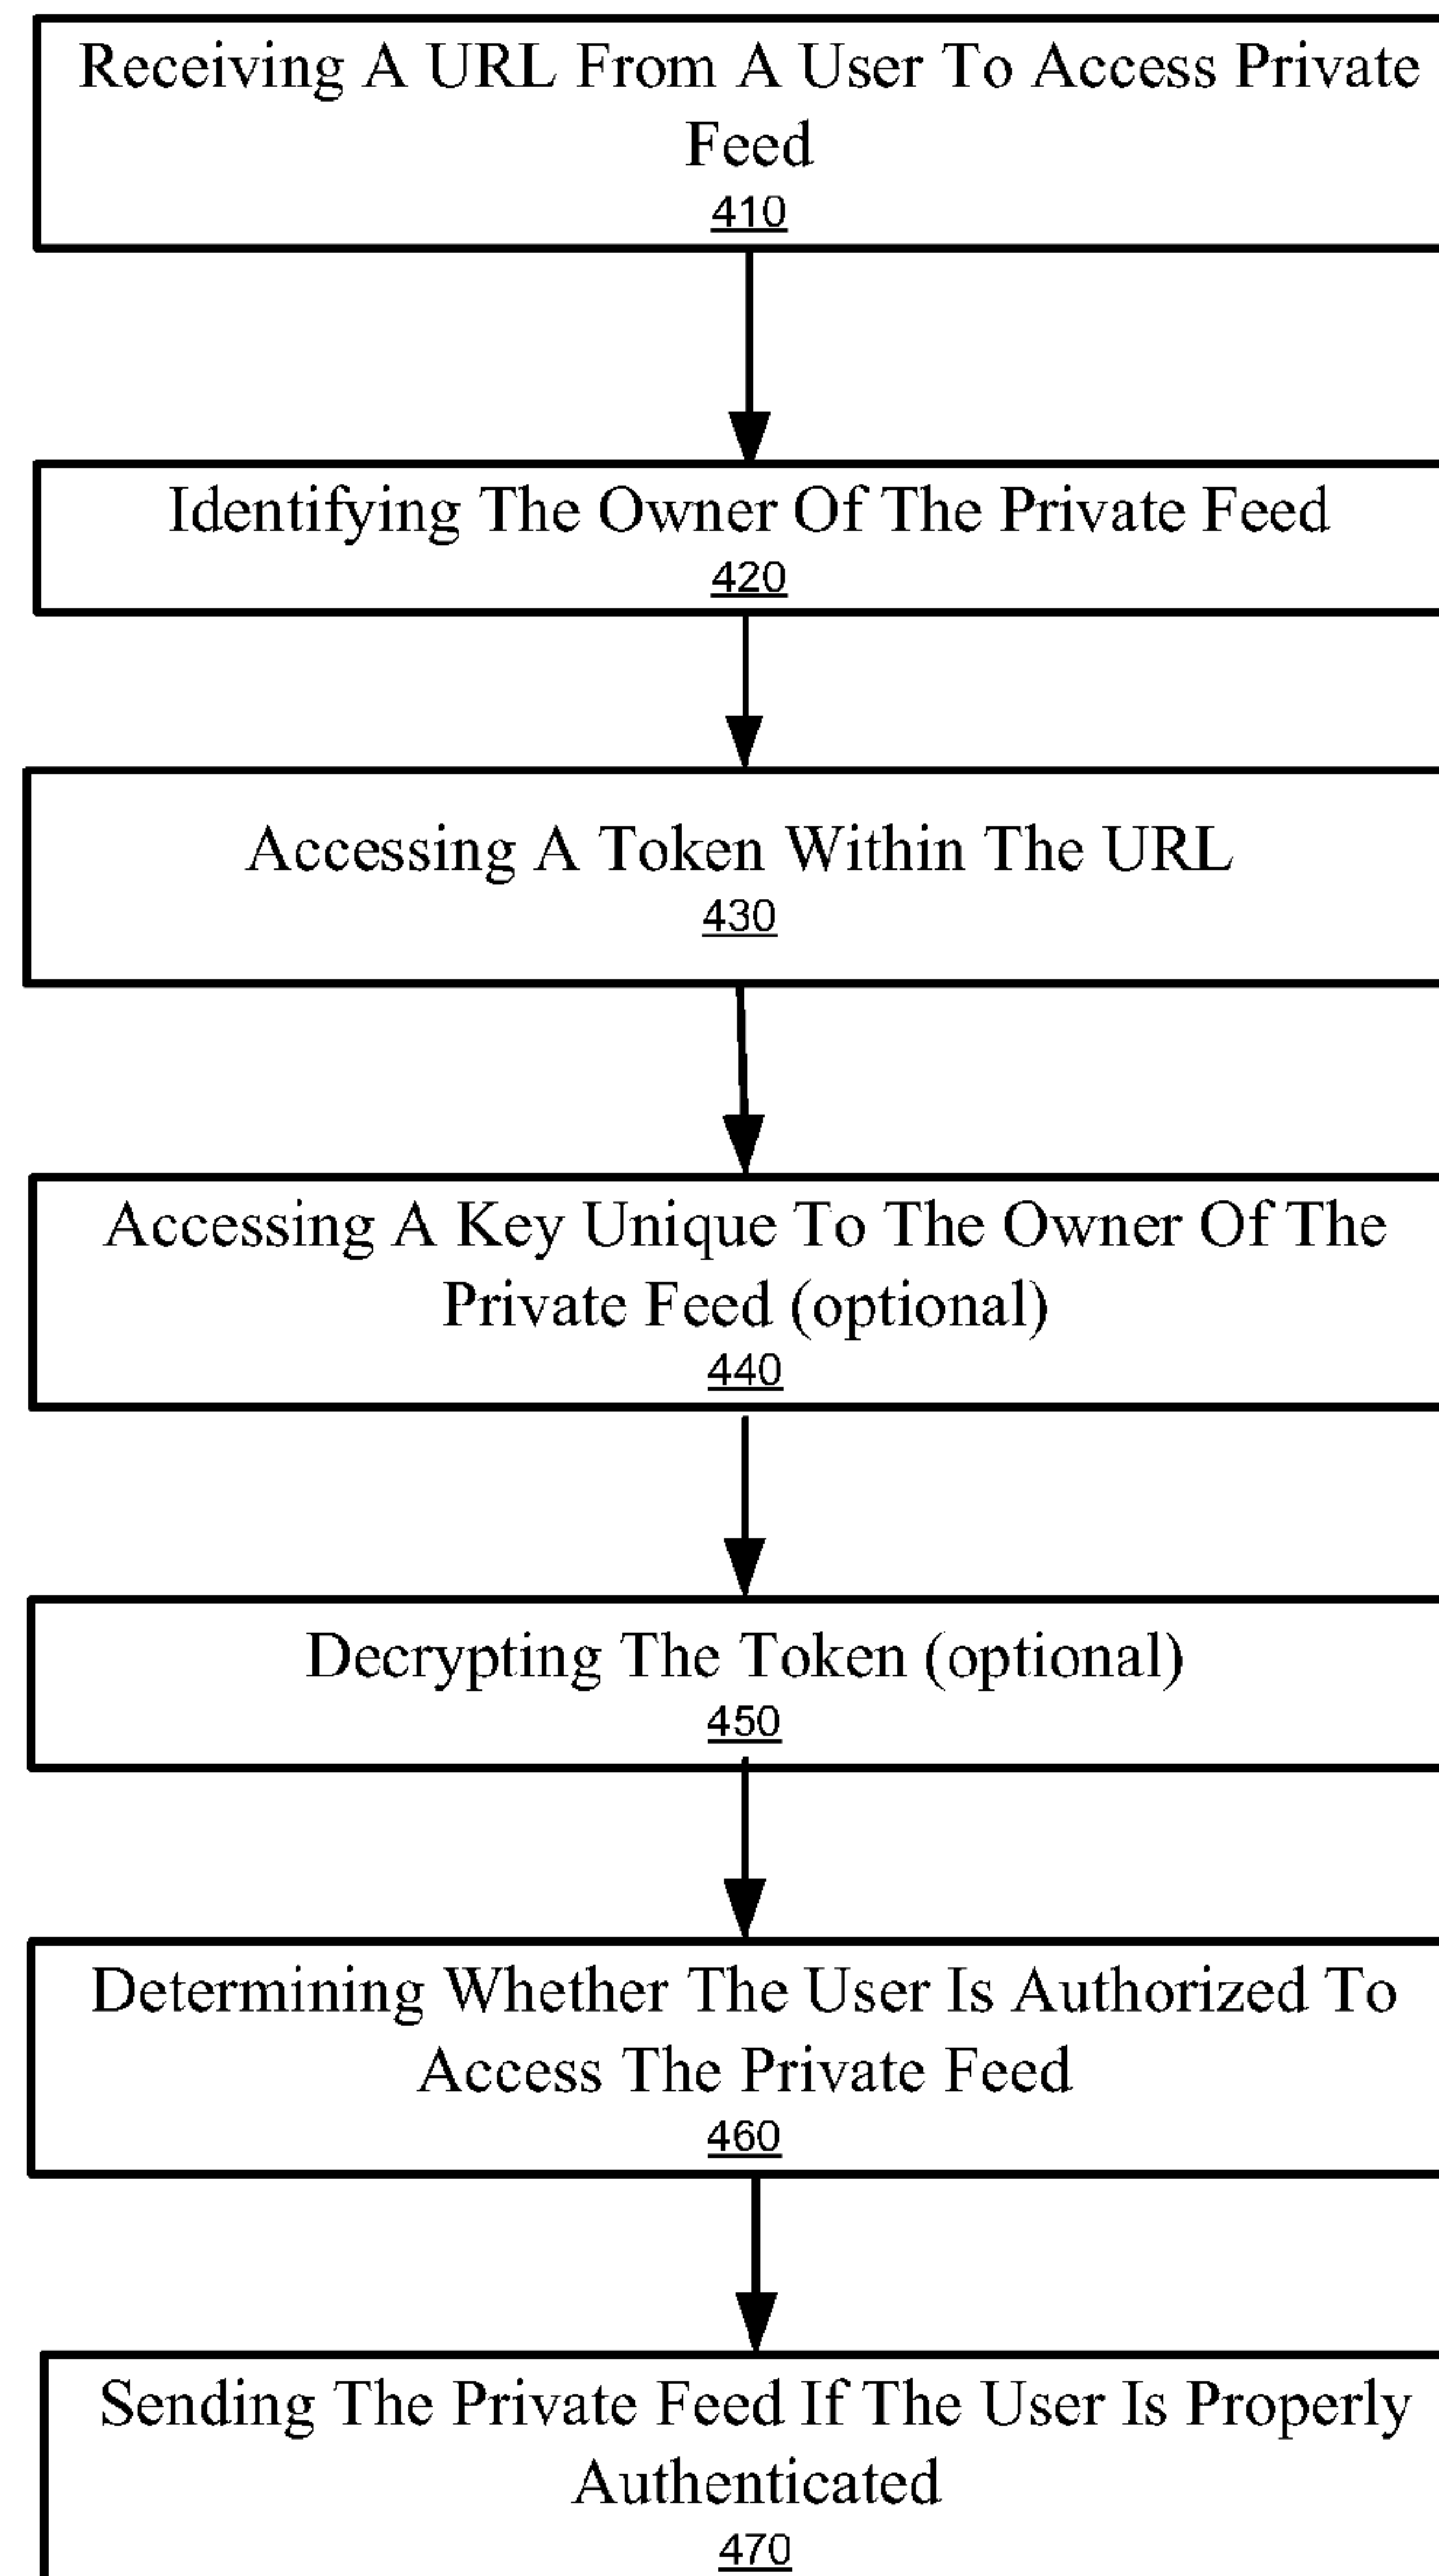 Receiving A URL From A User To Access Private
Feed
410
Identifying The Owner Of The Private Feed
420
Accessing A Token Within The URL
430
Accessing A Key Unique To The Owner Of The
Private Feed (optional)
440
Decrypting The Token (optional)
450
Determining Whether The User Is Authorized To
Access The Private Feed
460
Sending The Private Feed If The User Is Properly
Authenticated
470